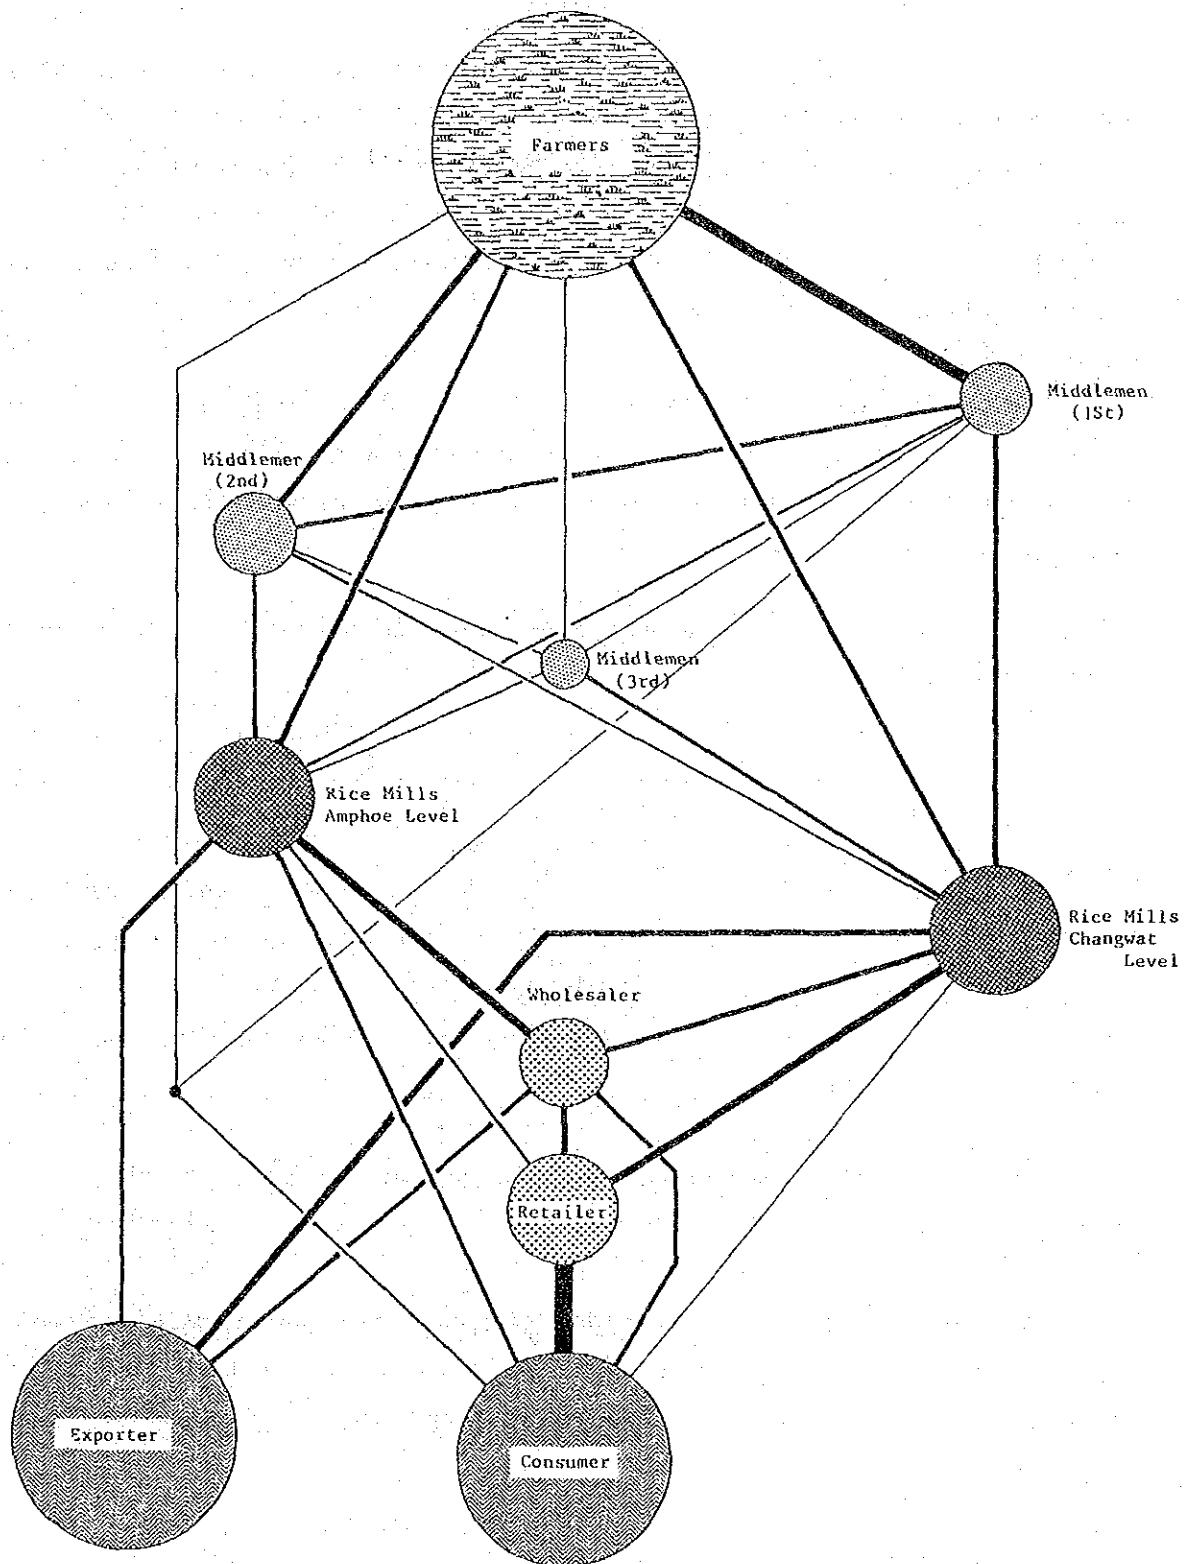 Farmers
Middlemen
(1St)
Middlemer
(2nd)
Middlemen
(3rd)
Rice Mills
Amphoe Level
Rice Mills
Changwat
Level
Wholesaler
Retailer
Exporter
Consumer